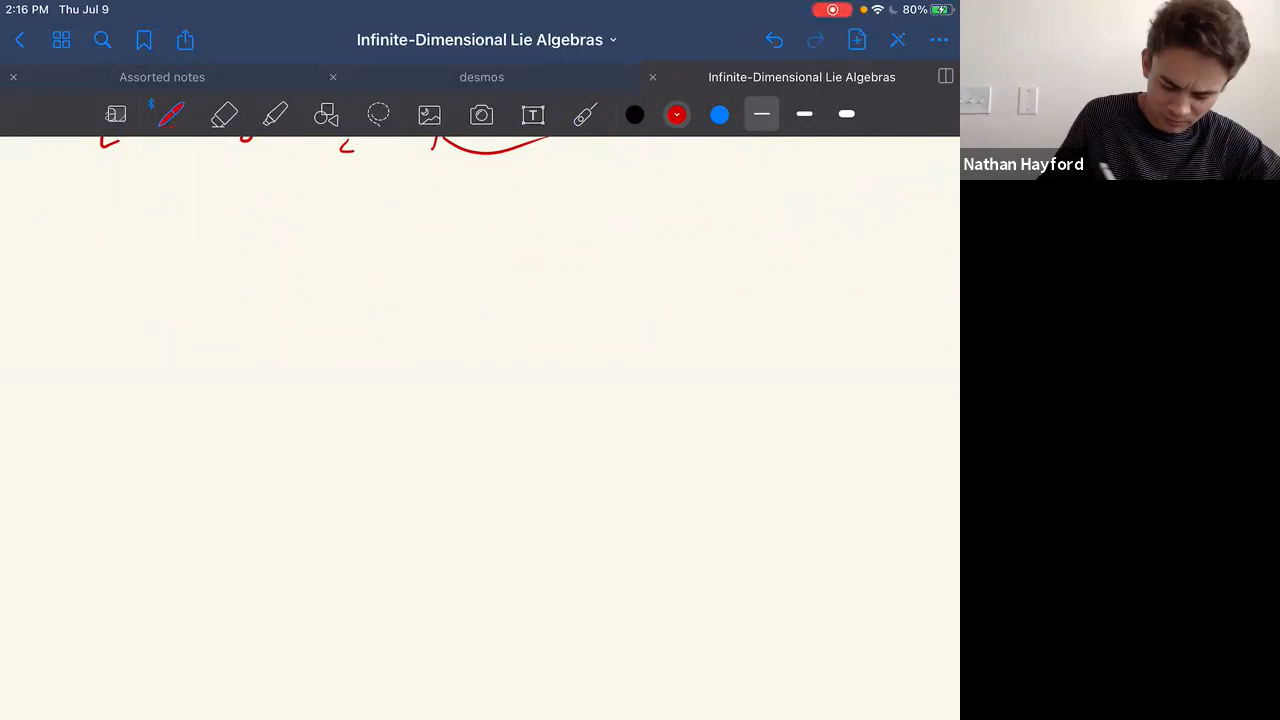 2:16 PM Thu Jul 9
80%
Infinite-Dimensional Lie Algebras
Assorted notes
desmos
Infinite-Dimensional Lie Algebras
T
Nathan Hayford